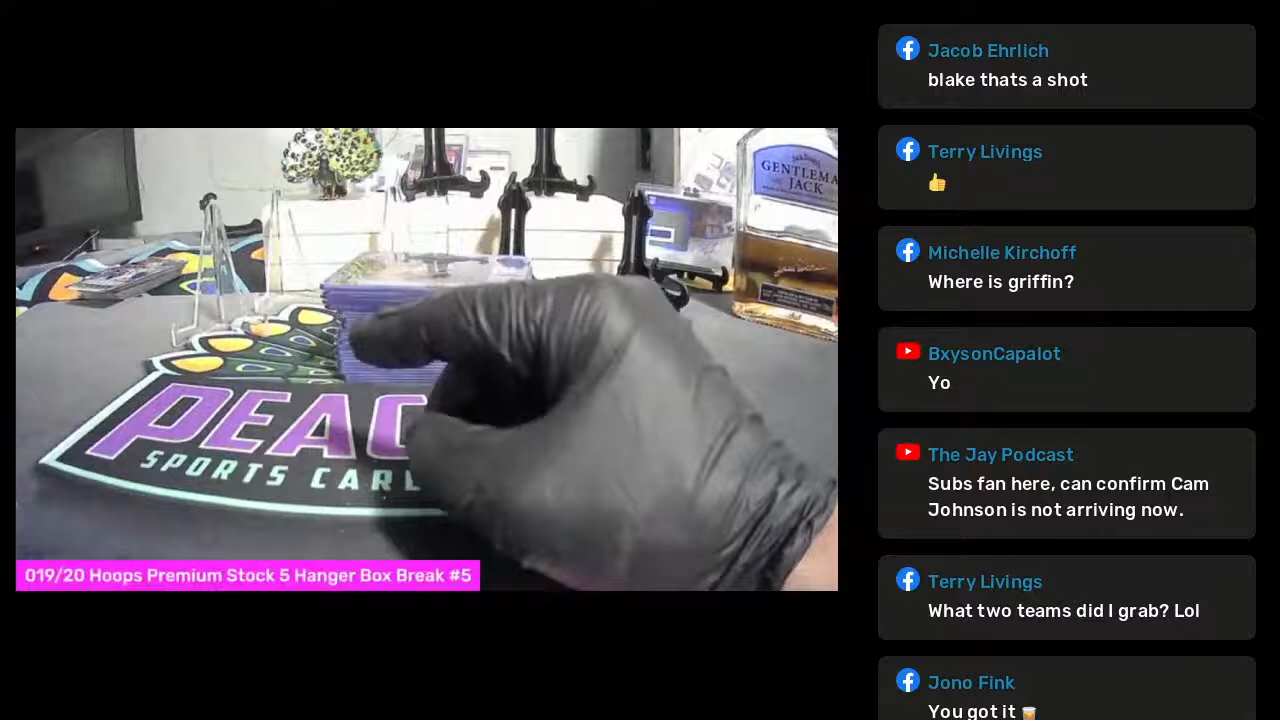 Jacob Ehrlich
blake thats a shot
Terry Livings
Michelle Kirchoff
Where is griffin?
BxysonCapalot
Yo
The Jay Podcast
Subs fan here, can confirm Cam
Johnson is not arriving now.
Terry Livings
What two teams did I grab? Lol
Jono Fink
You got it
GENTLEMA
JACK
PEAC
SPORTS CAR
019/20 Hoops Premium Stock 5 Hanger Box Break #5